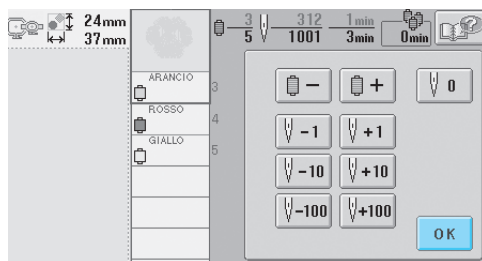 24mm
37mm
3
5
312
1001
1min
3min
0min
ARANCIO
3
ROSSO
4
GIALLO
5
−
+
0
−1
+1
−10
+10
−100
+100
OK